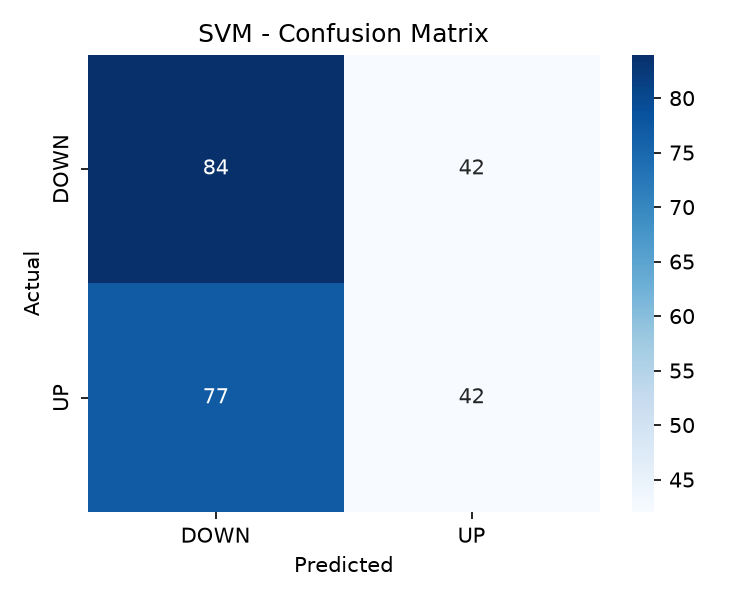 SVM - Confusion Matrix
DOWN
84
42
80
75
70
65
60
55
50
45
Actual
UP
77
42
DOWN
UP
Predicted